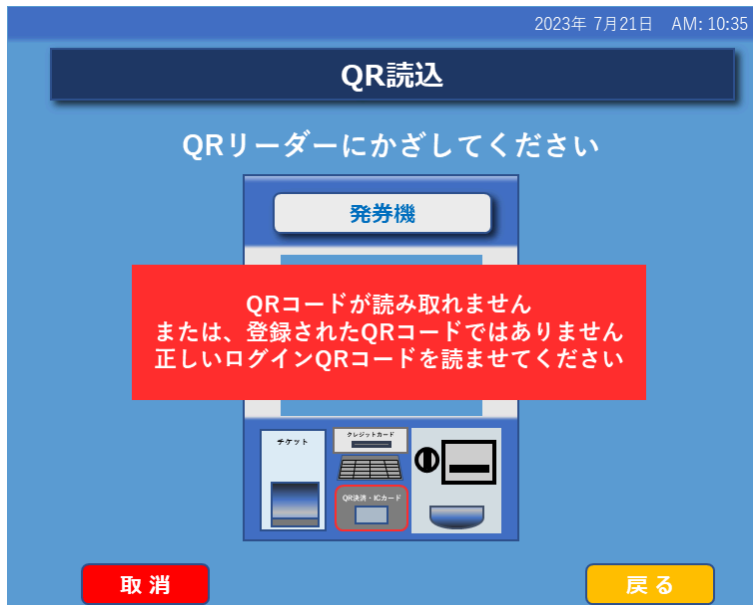 2023年 7月21日 AM: 10:35
QR読込
QRリーダーにかざしてください
発券機
QRコードが読み取れません
または、登録されたQRコードではありません
正しいログインQRコードを読ませてください
チケット
クレジットカード
QR決済・ICカード
取 消
戻 る